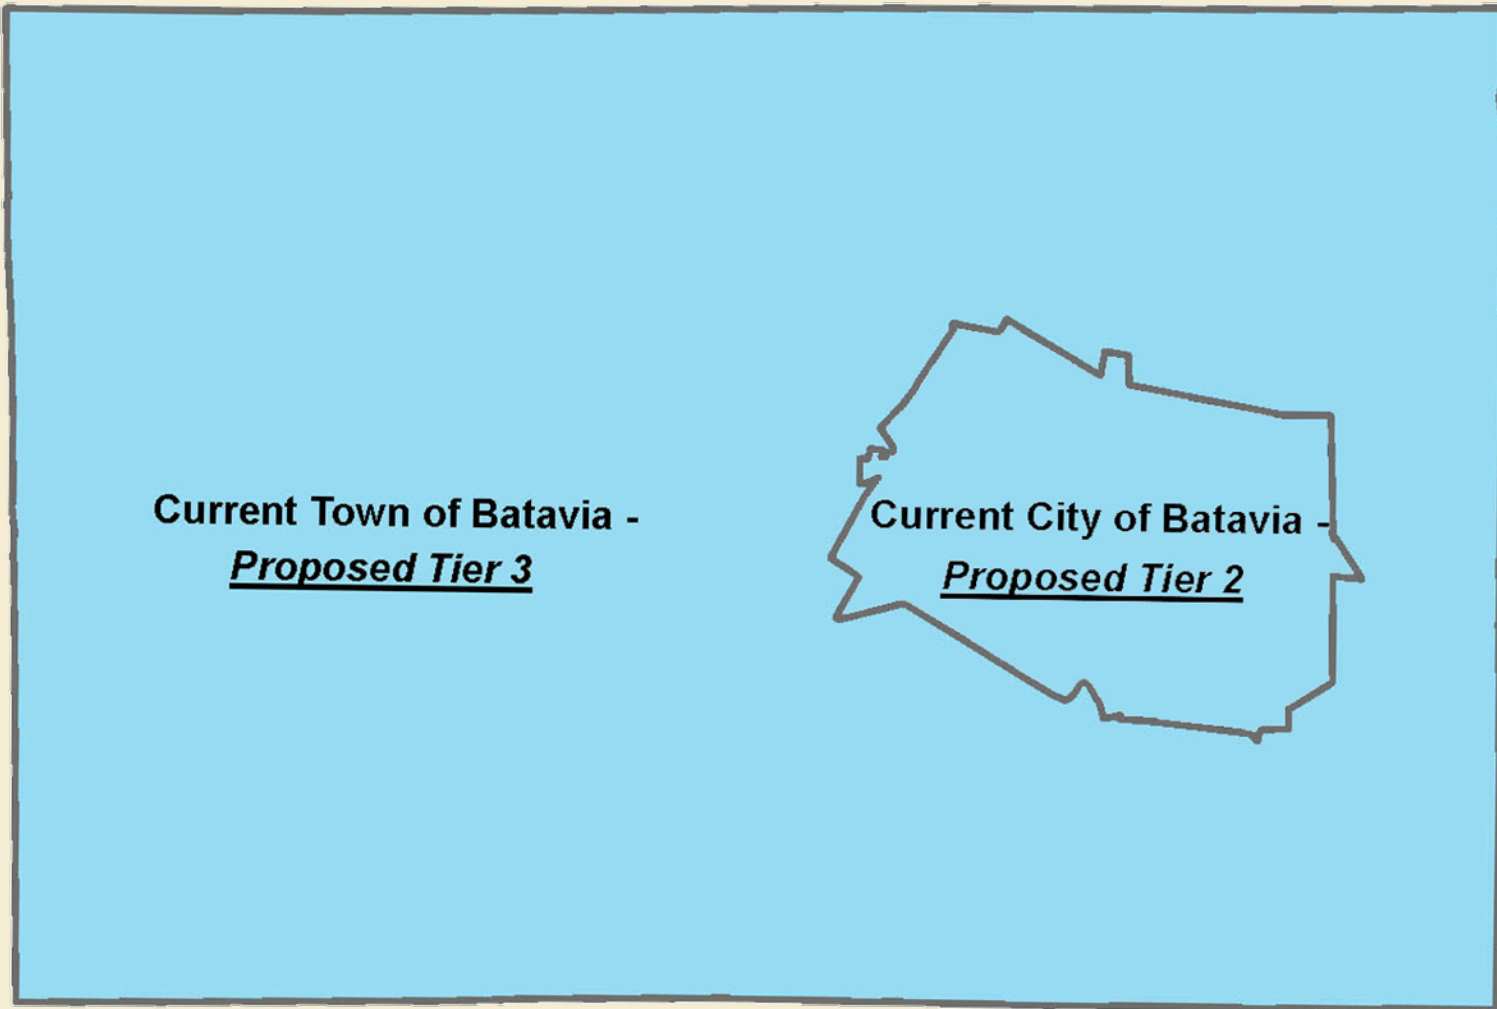 Current Town of Batavia -
Proposed Tier 3
Current City of Batavia -
Proposed Tier 2